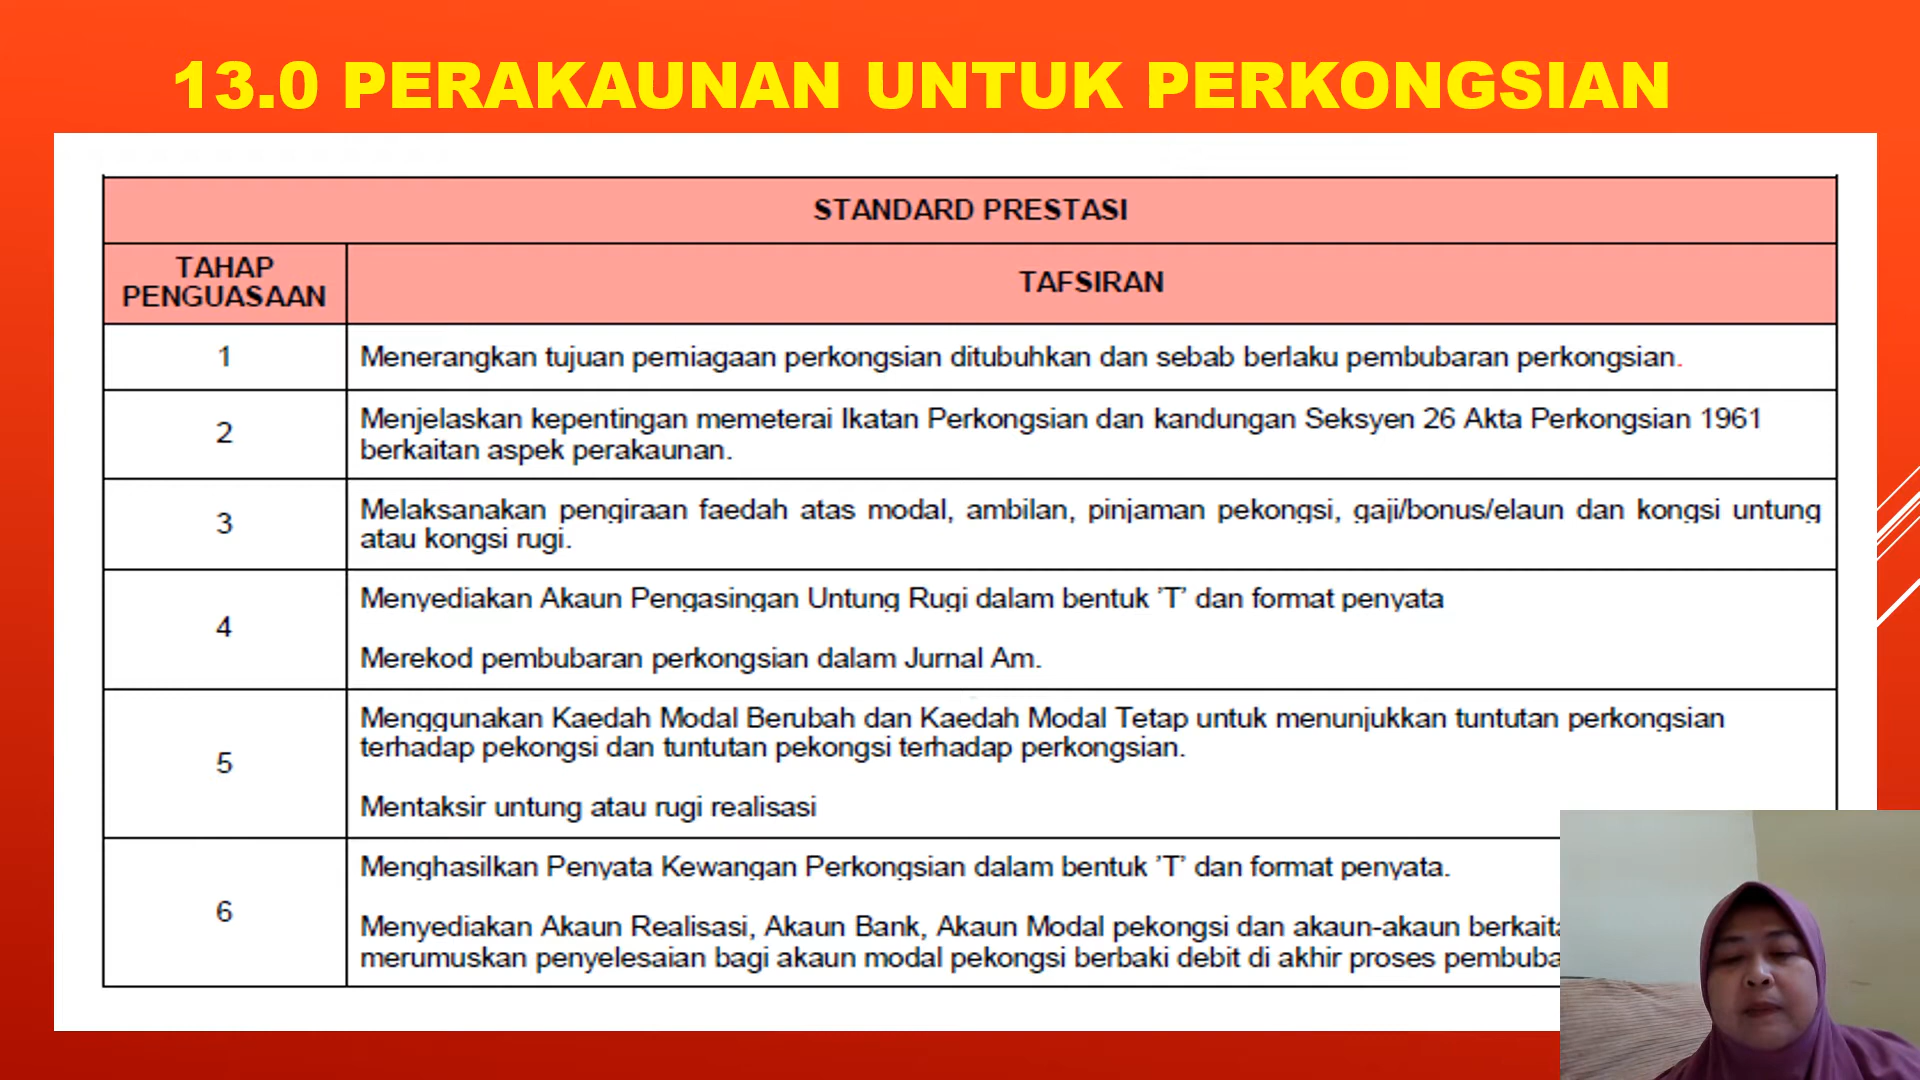 13.0 PERAKAUNAN UNTUK PERKONGSIAN
STANDARD PRESTASI
TAHAP
PENGUASAAN
TAFSIRAN
1
Menerangkan tujuan perniagaan perkongsian ditubuhkan dan sebab berlaku pembubaran perkongsian.
2
Menjelaskan kepentingan memeterai Ikatan Perkongsian dan kandungan Seksyen 26 Akta Perkongsian 1961
berkaitan aspek perakaunan.
3
Melaksanakan pengiraan faedah atas modal, ambilan, pinjaman pekongsi, gaji/bonus/elaun dan kongsi untung
atau kongsi rugi.
4
Menyediakan Akaun Pengasingan Untung Rugi dalam bentuk ’T’ dan format penyata
Merekod pembubaran perkongsian dalam Jurnal Am.
5
Menggunakan Kaedah Modal Berubah dan Kaedah Modal Tetap untuk menunjukkan tuntutan perkongsian
terhadap pekongsi dan tuntutan pekongsi terhadap perkongsian.
Mentaksir untung atau rugi realisasi
6
Menghasilkan Penyata Kewangan Perkongsian dalam bentuk ’T’ dan format penyata.
Menyediakan Akaun Realisasi, Akaun Bank, Akaun Modal pekongsi dan akaun-akaun
merumuskan penyelesaian bagi akaun modal pekongsi berbaki debit di akhir proses